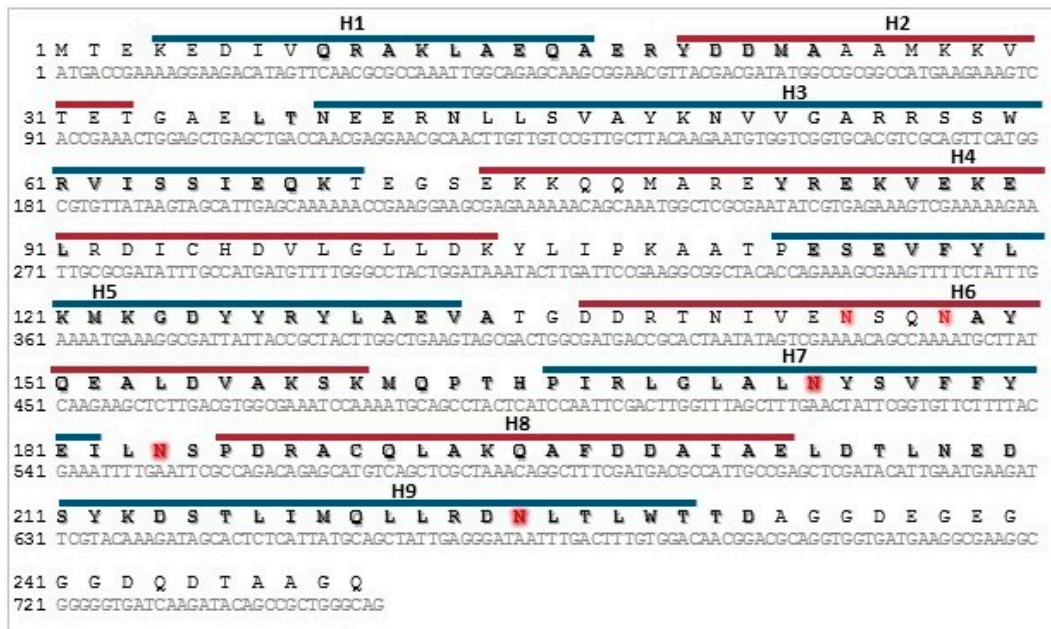 H1 H2
1 M T E K E D I V Q R A K L A E Q A E R Y D D M A A A M K K V
1 ATGACCGAAAAGGAAGACATAGTTCAACGCGCCAAATTGGCAGAGCAAGCGGAACGTTACGACGATATGGCCGCGGCCATGAAGAAAGTC
H3
31 T E T G A E L T N E E R N L L S V A Y K N V V G A R R S S W
91 ACCGAAACTGGAGCTGAGCTGACCAACGAGGAACGCAACTTGTTGTCCGTTGCTTACAAGAATGTGGTCGGTGCACGTCGCAGTTCATGG
H4
61 R V I S S I E Q K T E G S E K K Q Q M A R E Y R E K V E K E
181 CGTGTTATAAGTAGCATTGAGCAAAAAACCGAAGGAAGCGAGAAAAAACAGCAAATGGCTCGCGAATATCGTGAGAAAGTCGAAAAAGAA
91 L R D I C H D V L G L L D K Y L I P K A A T P E S E V F Y L
271 TTGCGCGATATTTGCCATGATGTTTTGGGCCTACTGGATAAATACTTGATTCCGAAGGCGGCTACACCAGAAAGCGAAGTTTTCTATTTG
H5 H6
121 K M K G D Y Y R Y L A E V A T G D D R T N I V E N S Q N A Y
361 AAAATGAAAGGCGATTATTACCGCTACTTGGCTGAAGTAGCGACTGGCGATGACCGCACTAATATAGTCGAAAACAGCCAAAATGCTTAT
H7
151 Q E A L D V A K S K M Q P T H P I R L G L A L N Y S V F F Y
451 CAAGAAGCTCTTGACGTGGCGAAATCCAAAATGCAGCCTACTCATCCAATTCGACTTGGTTTAGCTTTGAACTATTCGGTGTTCTTTTAC
H8
181 E I L N S P D R A C Q L A K Q A F D D A I A E L D T L N E D
541 GAAATTTTGAATTCGCCAGACAGAGCATGTCAGCTCGCTAAACAGGCTTTCGATGACGCCATTGCCGAGCTCGATACATTGAATGAAGAT
H9
211 S Y K D S T L I M Q L L R D N L T L W T T D A G G D E G E G
631 TCGTACAAAGATAGCACTCTCATTATGCAGCTATTGAGGGATAATTTGACTTTGTGGACAACGGACGCAGGTGGTGATGAAGGCGAAGGC
241 G G D Q D T A A G Q
721 GGGGGTGATCAAGATACAGCCGCTGGGCAG